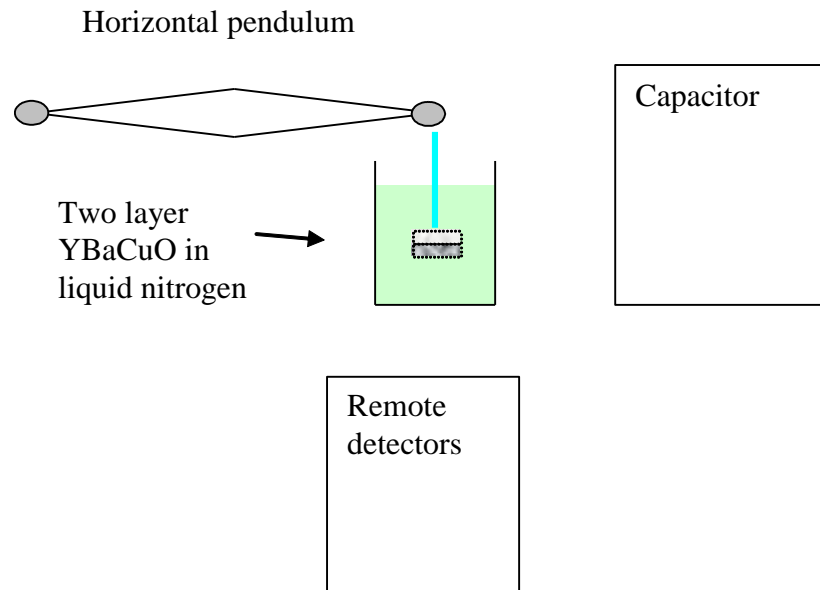 Horizontal pendulum
Capacitor
Two layer
YBaCuO in
liquid nitrogen
Remote
detectors